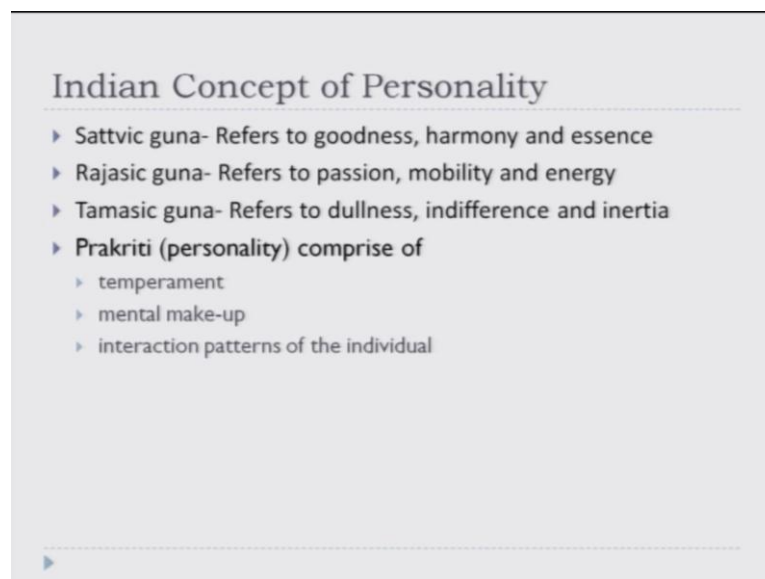 Indian Concept of Personality
Sattvic guna- Refers to goodness, harmony and essence
Rajasic guna- Refers to passion, mobility and energy
Tamasic guna- Refers to dullness, indifference and inertia
Prakriti (personality) comprise of
temperament
mental make-up
interaction patterns of the individual